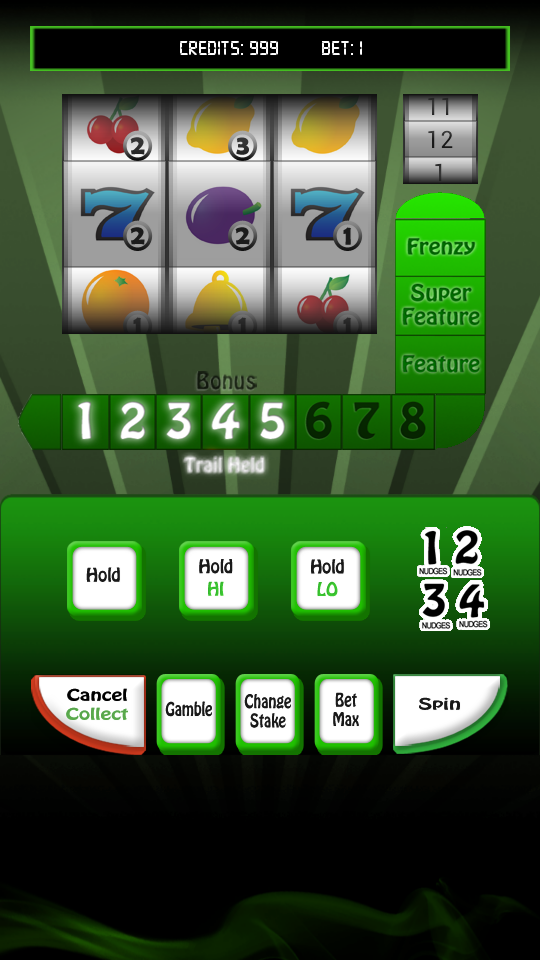 CREDITS: 999 BET: 1
2 3
11
12
1
2 2 1
1 1 1
Frenzy
Super
Feature
Feature
Bonus
1 2 3 4 5 6 7 8
Trail Held
Hold
Hold
HI
Hold
LO
1 2
NUDGES NUDGES
3 4
NUDGES NUDGES
Cancel
Collect
Gamble
Change
Stake
Bet
Max
Spin